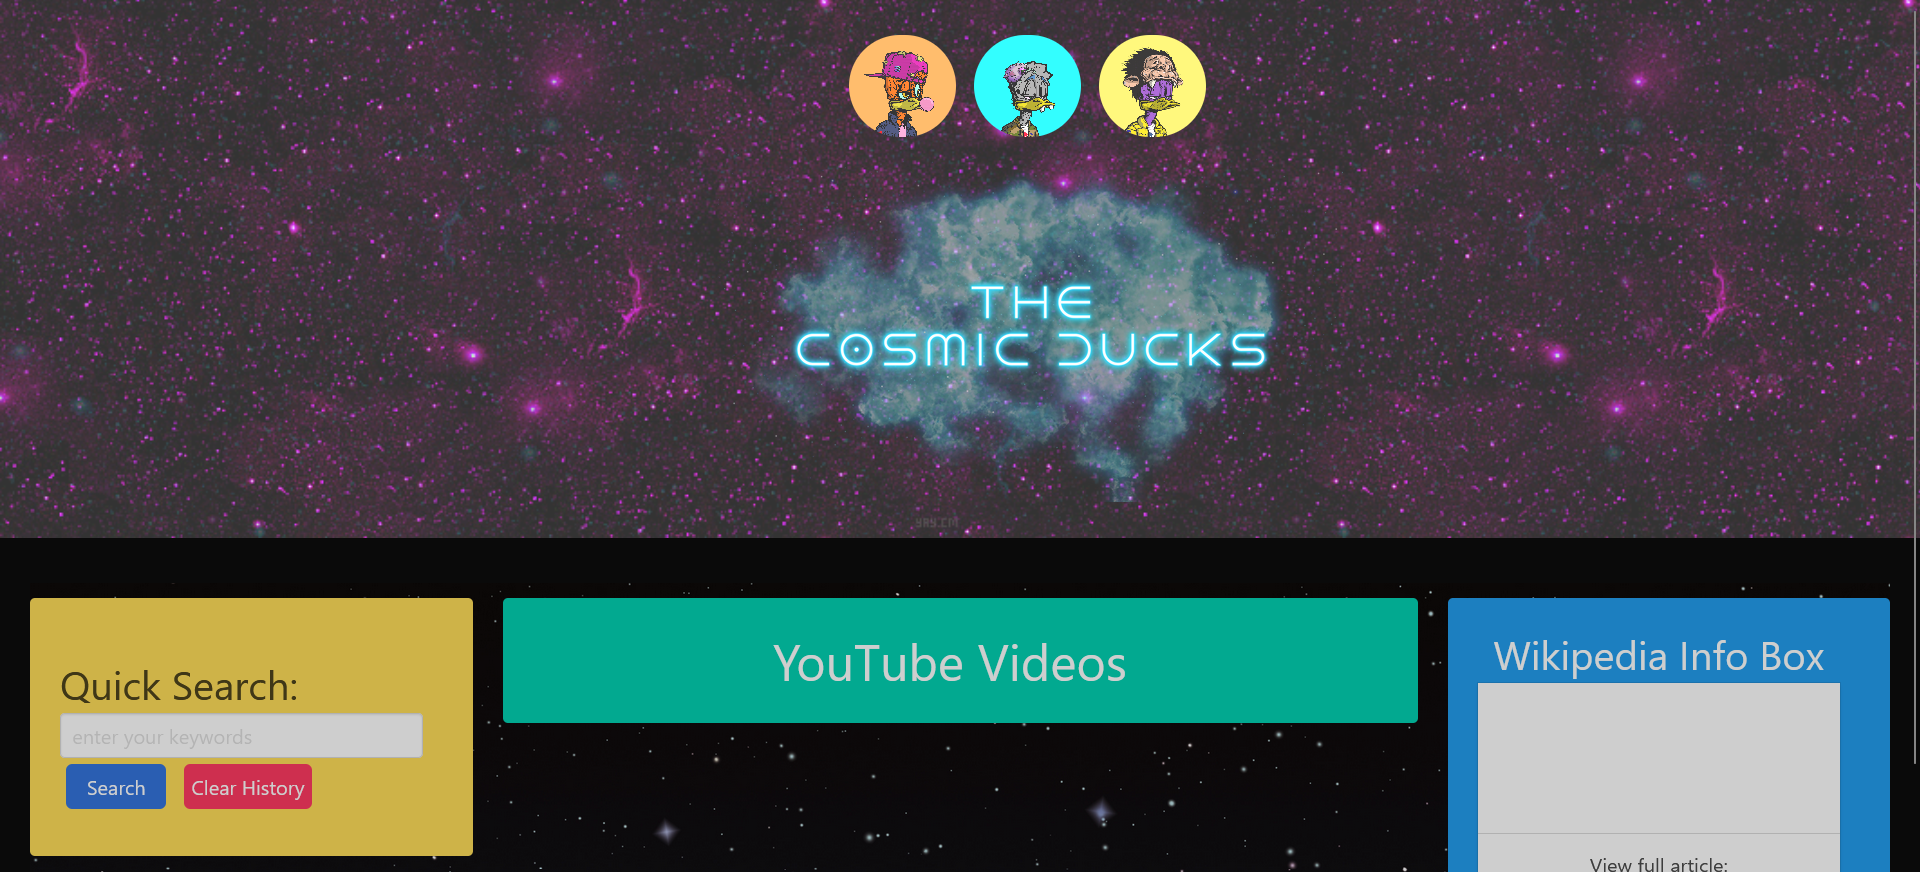 THE
COSMIC DUCKS
YouTube Videos
Wikipedia Info Box
Quick Search:
enter your keywords
Search
Clear History
View full article: